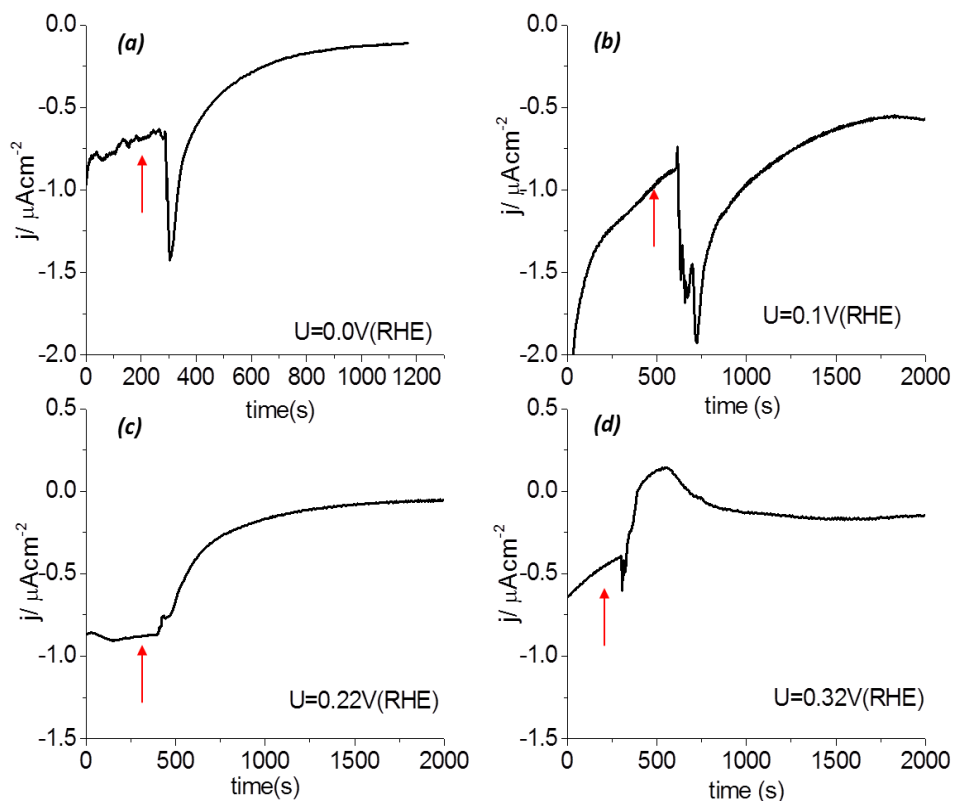 (a)
0.0
-0.5
-1.0
-1.5
-2.0
j/ μAcm-2
U=0.0V(RHE)
0 200 400 600 800 1000 1200
time(s)
(b)
0.0
-0.5
-1.0
-1.5
-2.0
j/ μAcm-2
U=0.1V(RHE)
0 500 1000 1500 2000
time (s)
(c)
0.5
0.0
-0.5
-1.0
-1.5
j/ μAcm-2
U=0.22V(RHE)
0 500 1000 1500 2000
time(s)
(d)
0.5
0.0
-0.5
-1.0
-1.5
j/ μAcm-2
U=0.32V(RHE)
0 500 1000 1500 2000
time (s)